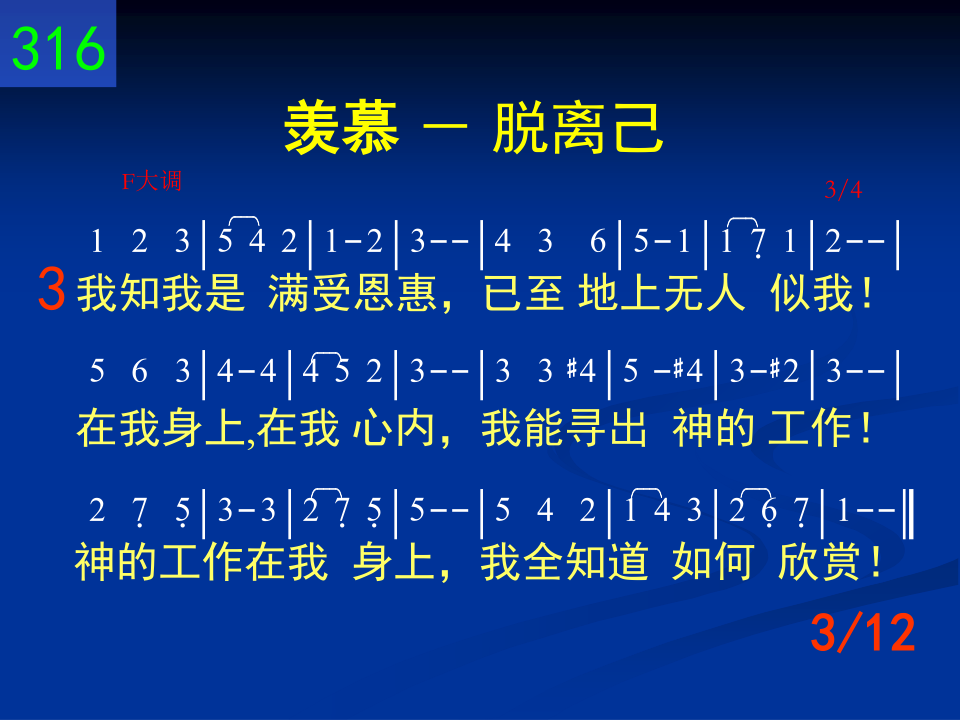 316
羡慕 － 脱离己
F大调 3/4
1 2 3|5 4 2|1-2|3--|4 3 6|5-1|1 7̣ 1|2--|
3 我知我是 满受恩惠，已至 地上无人 似我！
5 6 3|4-4|4 5 2|3--|3 3 #4|5 -#4|3-#2|3--|
在我身上,在我 心内，我能寻出 神的 工作！
2 7̣ 5̣|3-3|2 7̣ 5̣|5--|5 4 2|1 4 3|2 6̣ 7̣|1--‖
神的工作在我 身上，我全知道 如何 欣赏！
3/12